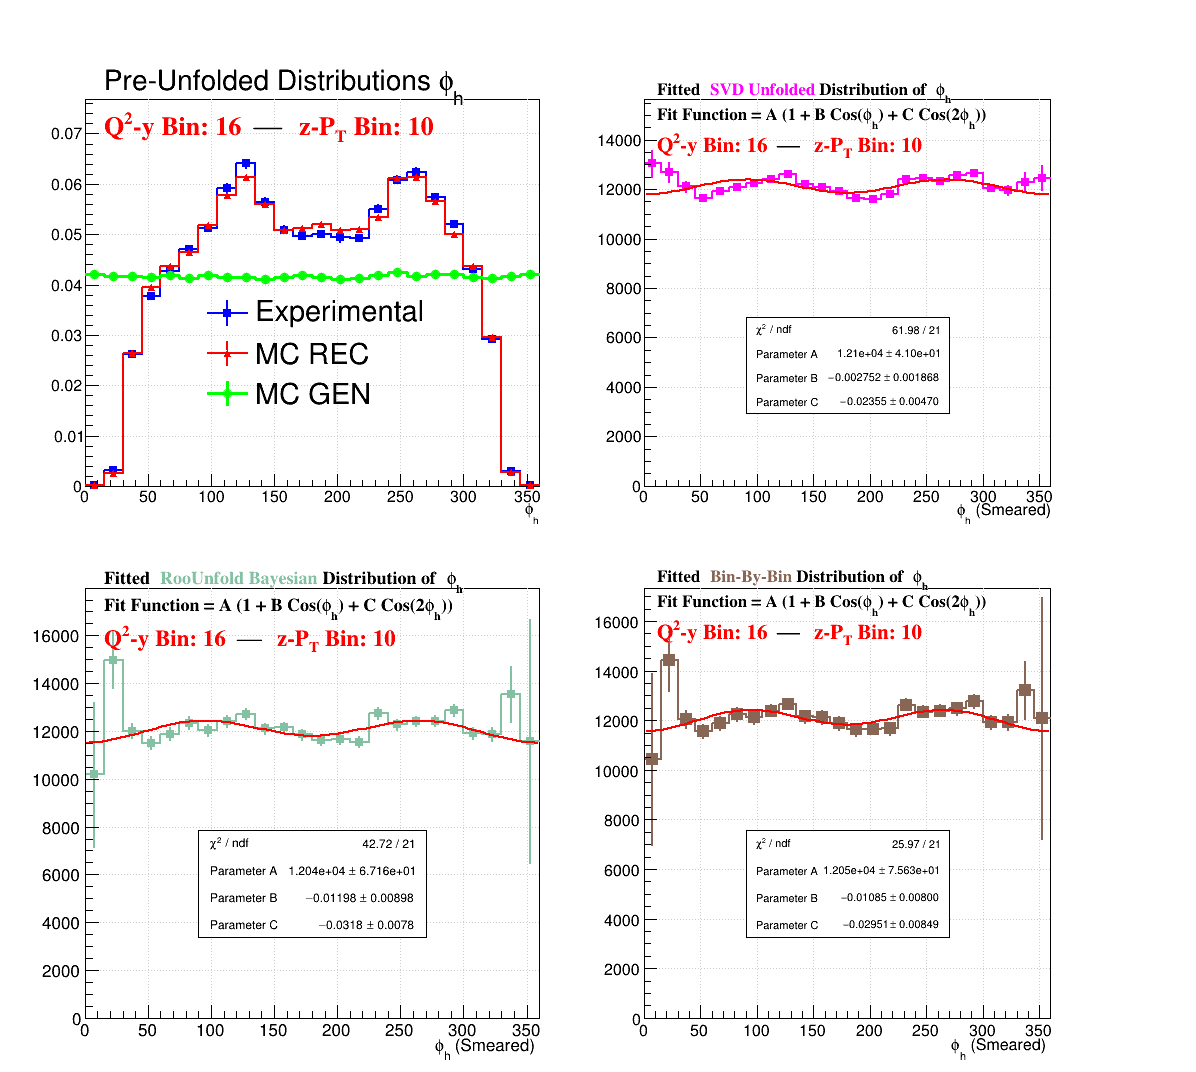 Pre-Unfolded Distributions ϕh
Q²-y Bin: 16 — z-PT Bin: 10
0.07
0.06
0.05
0.04
0.03
0.02
0.01
0
Experimental
MC REC
MC GEN
0 50 100 150 200 250 300 350
ϕh
Fitted SVD Unfolded Distribution of ϕh
Fit Function = A (1 + B Cos(ϕh) + C Cos(2ϕh))
Q²-y Bin: 16 — z-PT Bin: 10
14000
12000
10000
8000
6000
4000
2000
0
χ² / ndf 61.98 / 21
Parameter A 1.21e+04 ± 4.10e+01
Parameter B −0.002752 ± 0.001868
Parameter C −0.02355 ± 0.00470
0 50 100 150 200 250 300 350
ϕh (Smeared)
Fitted RooUnfold Bayesian Distribution of ϕh
Fit Function = A (1 + B Cos(ϕh) + C Cos(2ϕh))
Q²-y Bin: 16 — z-PT Bin: 10
16000
14000
12000
10000
8000
6000
4000
2000
0
χ² / ndf 42.72 / 21
Parameter A 1.204e+04 ± 6.716e+01
Parameter B −0.01198 ± 0.00898
Parameter C −0.0318 ± 0.0078
0 50 100 150 200 250 300 350
ϕh (Smeared)
Fitted Bin-By-Bin Distribution of ϕh
Fit Function = A (1 + B Cos(ϕh) + C Cos(2ϕh))
Q²-y Bin: 16 — z-PT Bin: 10
16000
14000
12000
10000
8000
6000
4000
2000
0
χ² / ndf 25.97 / 21
Parameter A 1.205e+04 ± 7.563e+01
Parameter B −0.01085 ± 0.00800
Parameter C −0.02951 ± 0.00849
0 50 100 150 200 250 300 350
ϕh (Smeared)